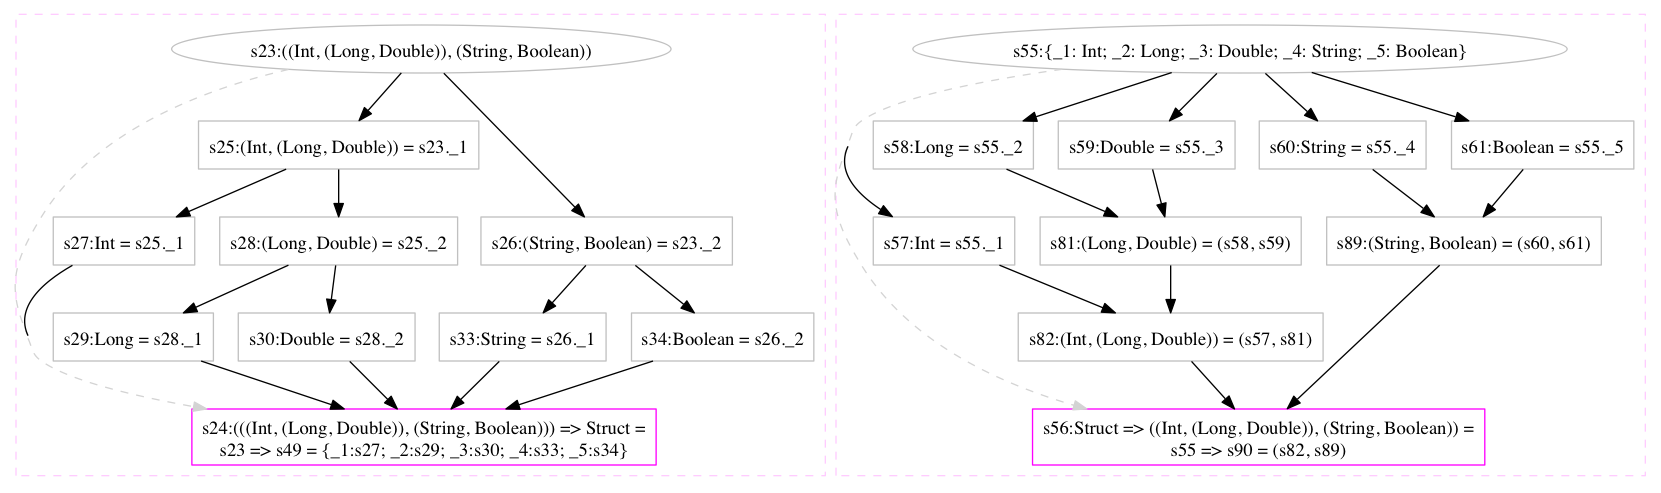 s23:((Int, (Long, Double)), (String, Boolean))
s25:(Int, (Long, Double)) = s23._1
s27:Int = s25._1
s28:(Long, Double) = s25._2
s26:(String, Boolean) = s23._2
s29:Long = s28._1
s30:Double = s28._2
s33:String = s26._1
s34:Boolean = s26._2
s24:(((Int, (Long, Double)), (String, Boolean))) => Struct =
s23 => s49 = {_1:s27; _2:s29; _3:s30; _4:s33; _5:s34}
s55:{_1: Int; _2: Long; _3: Double; _4: String; _5: Boolean}
s58:Long = s55._2
s59:Double = s55._3
s60:String = s55._4
s61:Boolean = s55._5
s57:Int = s55._1
s81:(Long, Double) = (s58, s59)
s89:(String, Boolean) = (s60, s61)
s82:(Int, (Long, Double)) = (s57, s81)
s56:Struct => ((Int, (Long, Double)), (String, Boolean)) =
s55 => s90 = (s82, s89)